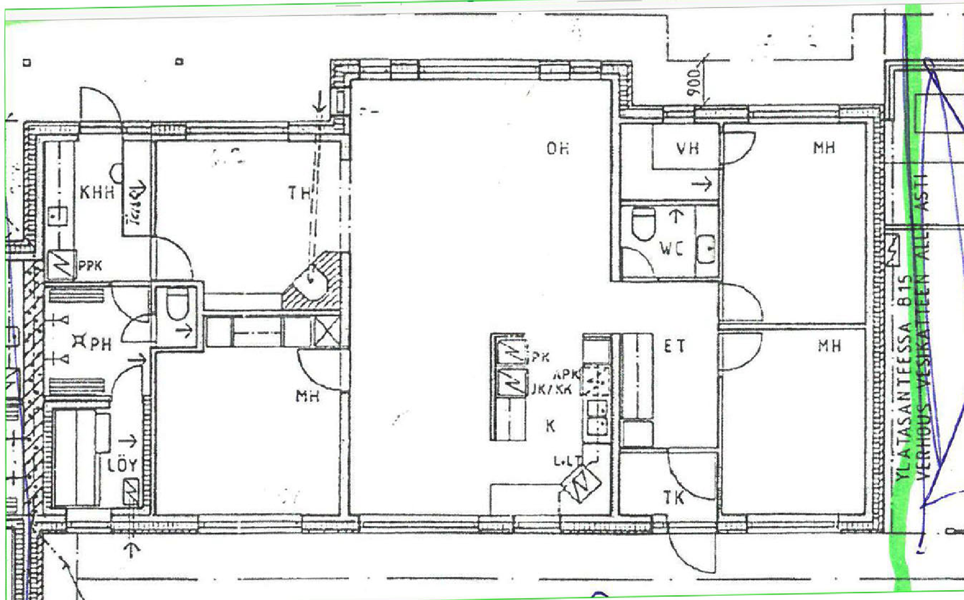 900
OH
VH
MH
KHH
TH
WC
PPK
PH
ET
MH
PK
APK
JK/KK
MH
K
LÖY
L+LT
TK
YLÄTASANTEESSA B15
VERHOUS VESIKATTEEN ALLE ASTI